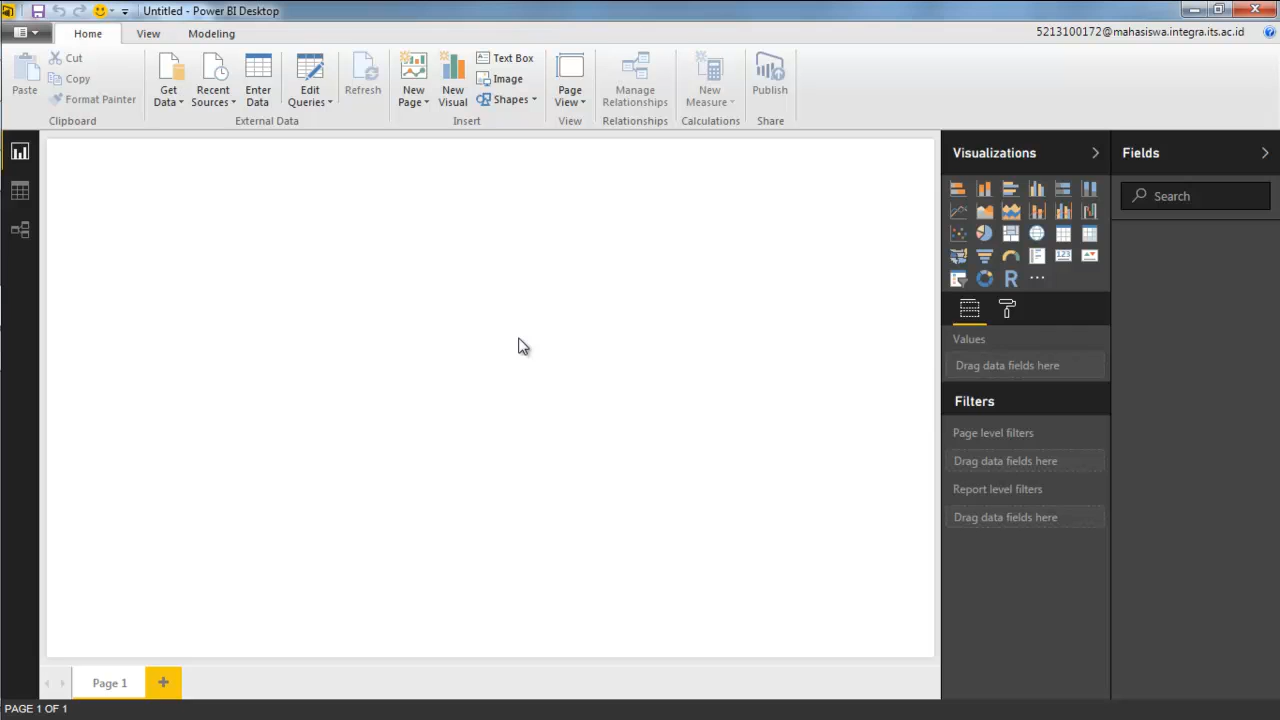 Untitled - Power BI Desktop
Home View Modeling
5213100172@mahasiswa.integra.its.ac.id
Paste
Cut
Copy
Format Painter
Clipboard
Get Data
Recent Sources
Enter Data
Edit Queries
Refresh
External Data
New Page
New Visual
Text Box
Image
Shapes
Insert
Page View
View
Manage Relationships
Relationships
New Measure
Calculations
Publish
Share
Visualizations
123
R
Values
Drag data fields here
Filters
Page level filters
Drag data fields here
Report level filters
Drag data fields here
Fields
Search
Page 1
PAGE 1 OF 1